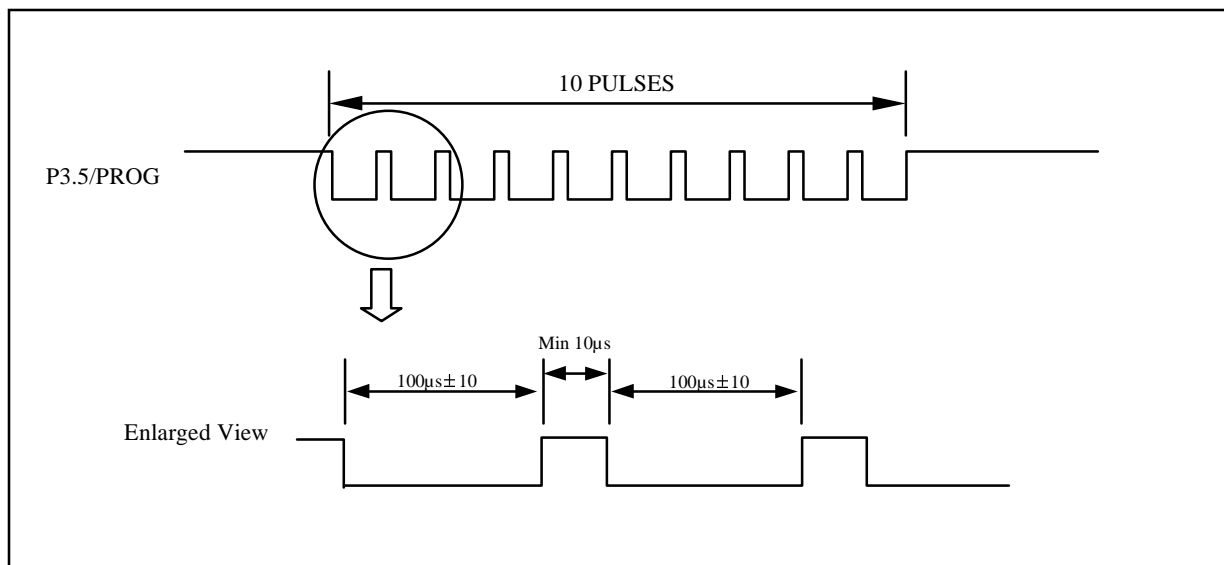 10 PULSES
P3.5/PROG
Min 10µs
100µs±10
100µs±10
Enlarged View